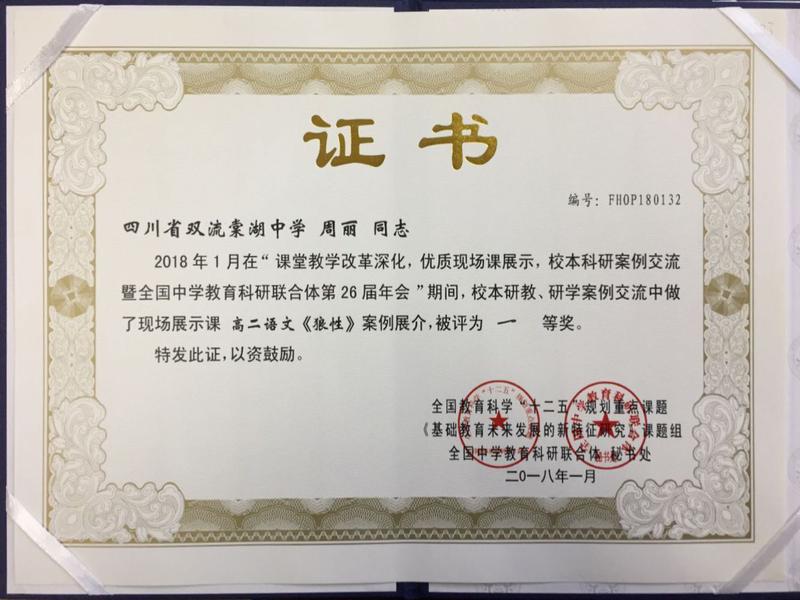 证书
编号：FHOP180132
四川省双流棠湖中学 周丽 同志
2018年1月在“课堂教学改革深化，优质现场课展示，校本科研案例交流
暨全国中学教育科研联合体第26届年会”期间，校本研教、研学案例交流中做
了现场展示课 高二语文《狼性》案例展介，被评为 一 等奖。
特发此证，以资鼓励。
全国教育科学“十二五”规划重点课题
《基础教育未来发展的新特征研究》课题组
全国中学教育科研联合体 秘书处
二〇一八年一月